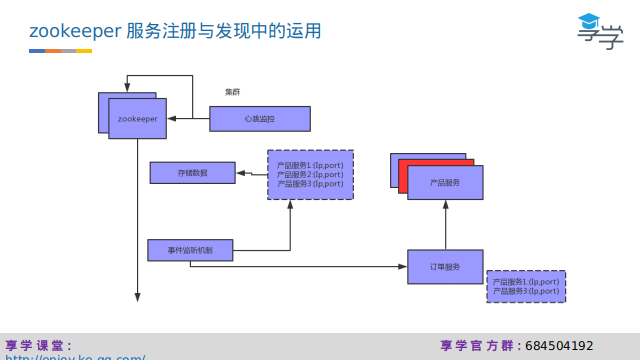 zookeeper 服务注册与发现中的运用
享学
集群
zookeeper
心跳监控
存储数据
产品服务1 (Ip,port)
产品服务2 (Ip,port)
产品服务3 (Ip,port)
产品服务
事件监听机制
订单服务
产品服务1 (Ip,port)
产品服务3 (Ip,port)
享学课堂:
http://enjoy.ke.qq.com/
享学官方群: 684504192